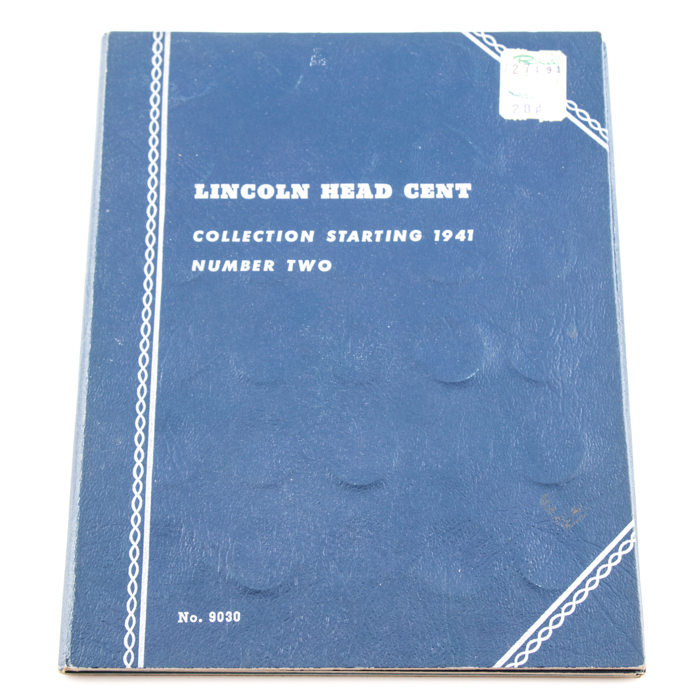 LINCOLN HEAD CENT
COLLECTION STARTING 1941
NUMBER TWO
No. 9030